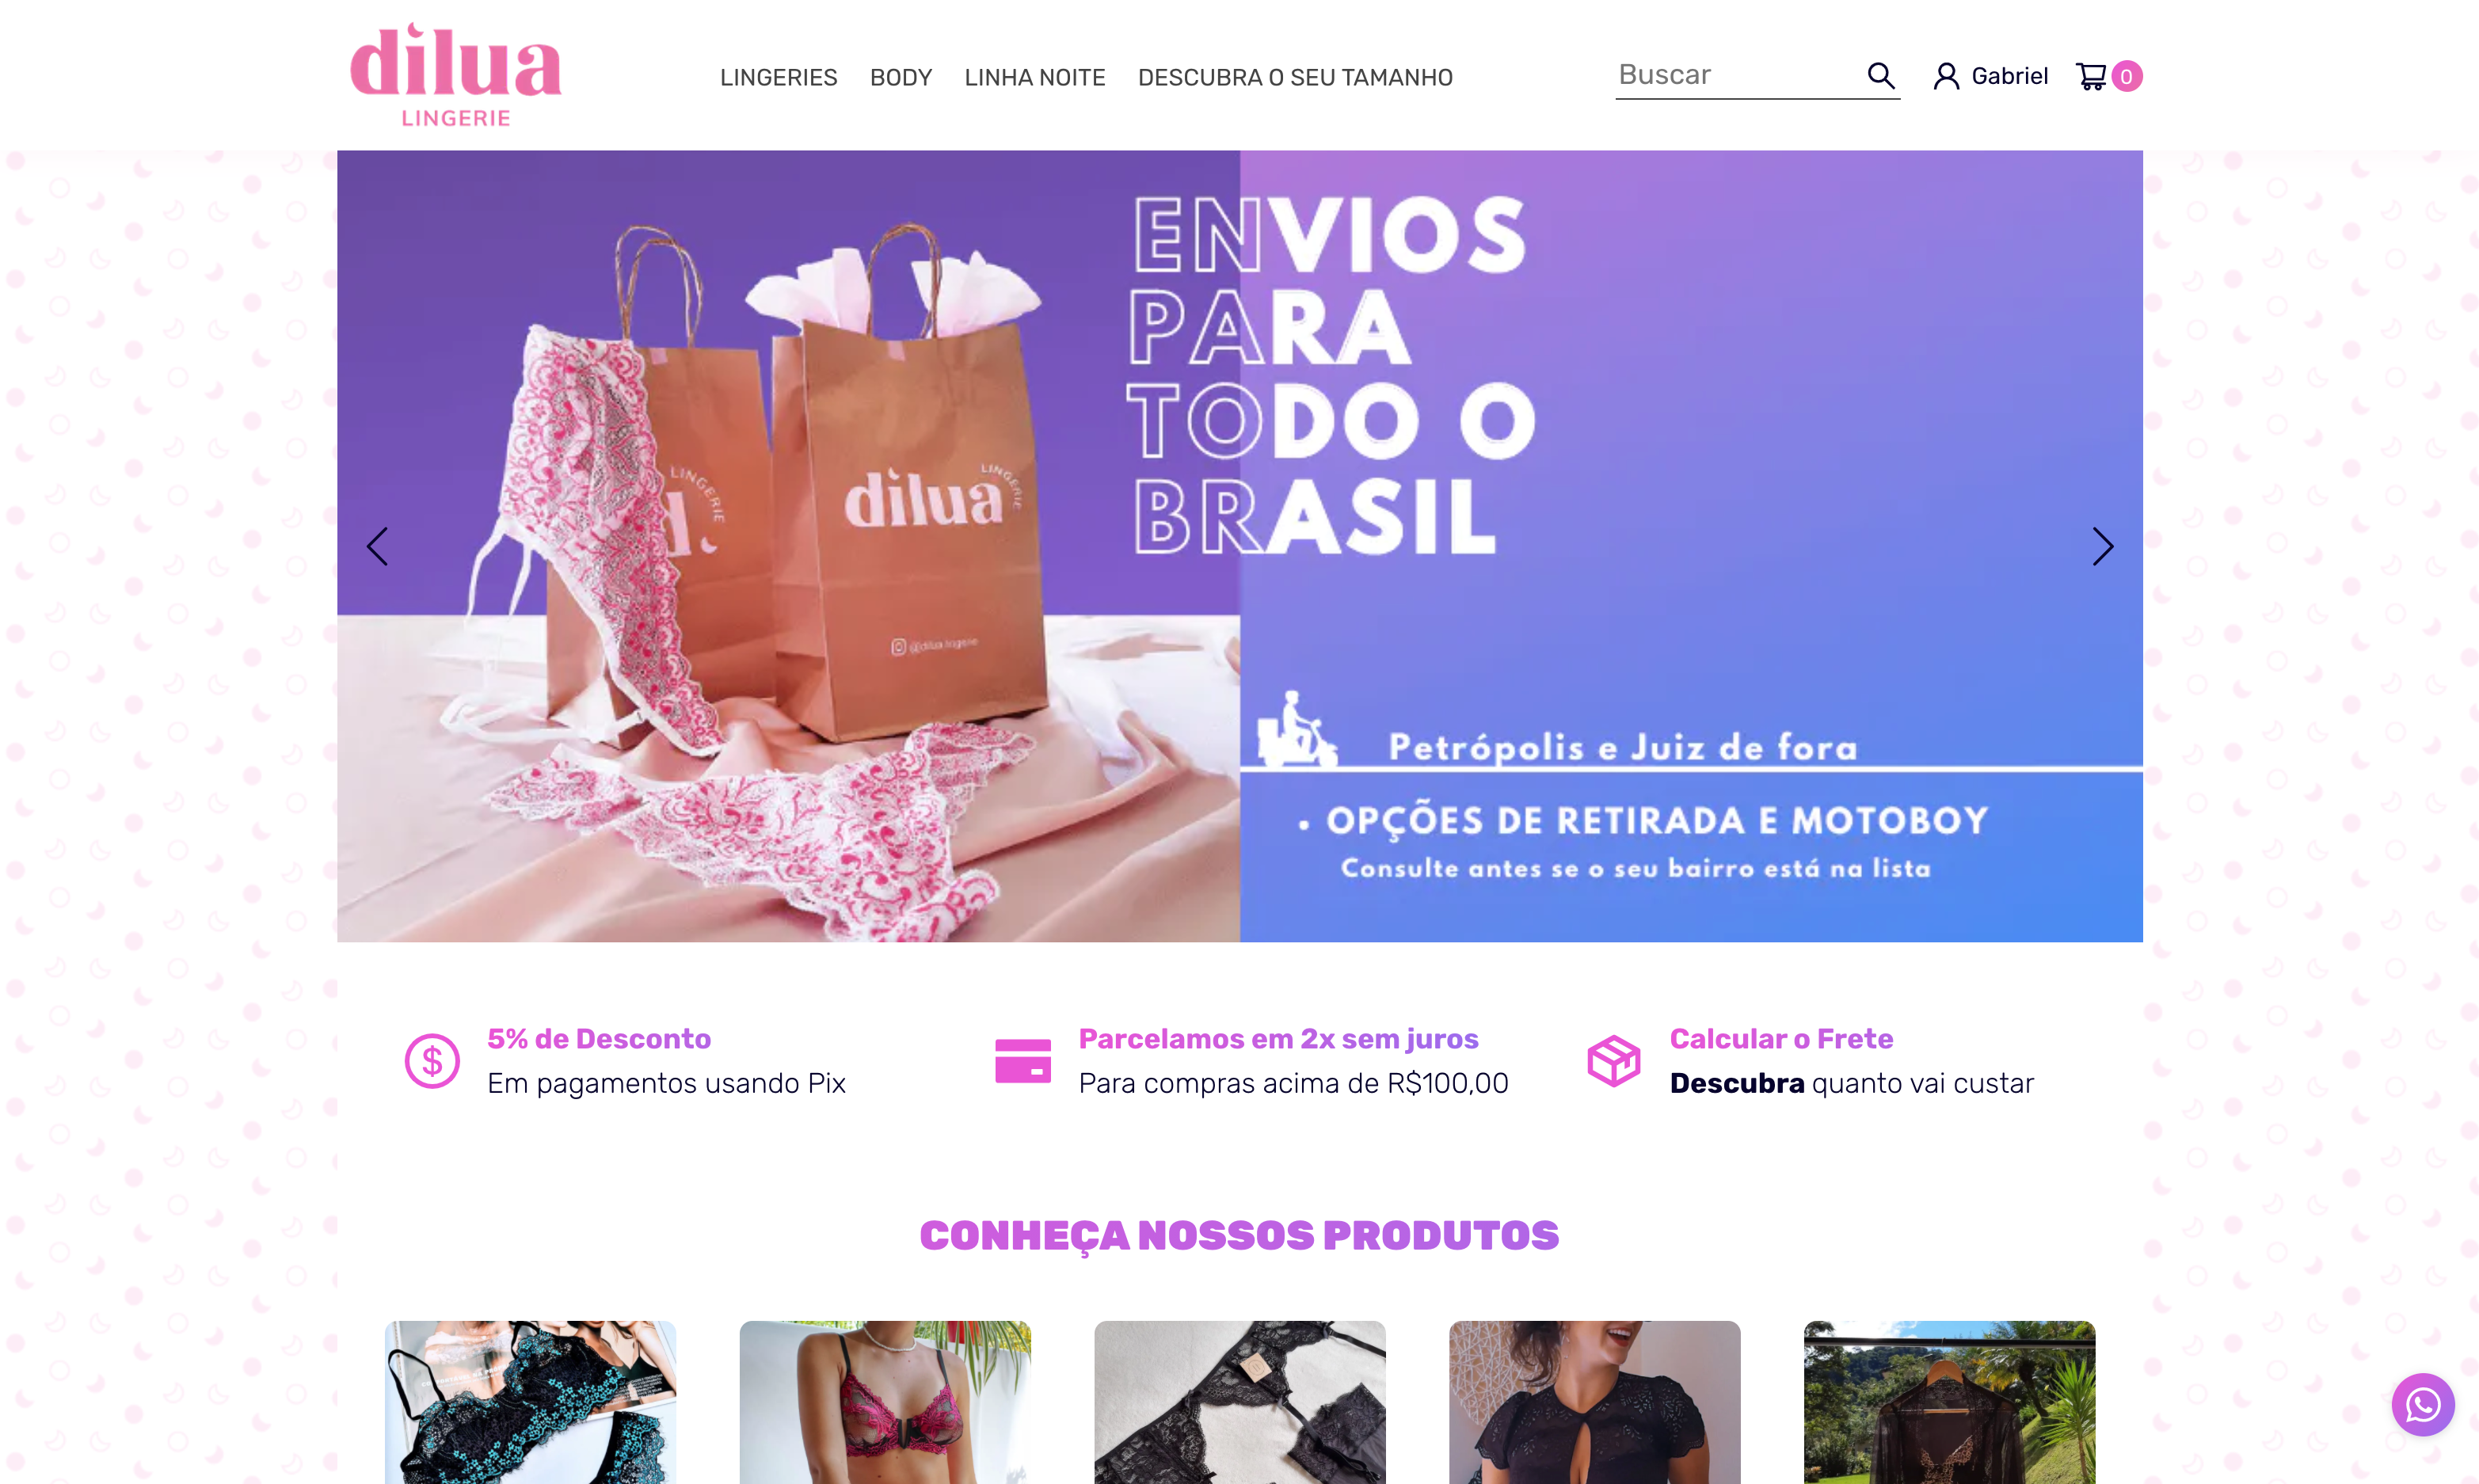 dilua
LINGERIE
LINGERIES BODY LINHA NOITE DESCUBRA O SEU TAMANHO
Buscar
Gabriel
0
ENVIOS
PARA
TODO O
BRASIL
LINGERIE
d.
LINGERIE
dilua
@dilua.lingerie
Petrópolis e Juiz de fora
• OPÇÕES DE RETIRADA E MOTOBOY
Consulte antes se o seu bairro está na lista
5% de Desconto
Em pagamentos usando Pix
Parcelamos em 2x sem juros
Para compras acima de R$100,00
Calcular o Frete
Descubra quanto vai custar
CONHEÇA NOSSOS PRODUTOS